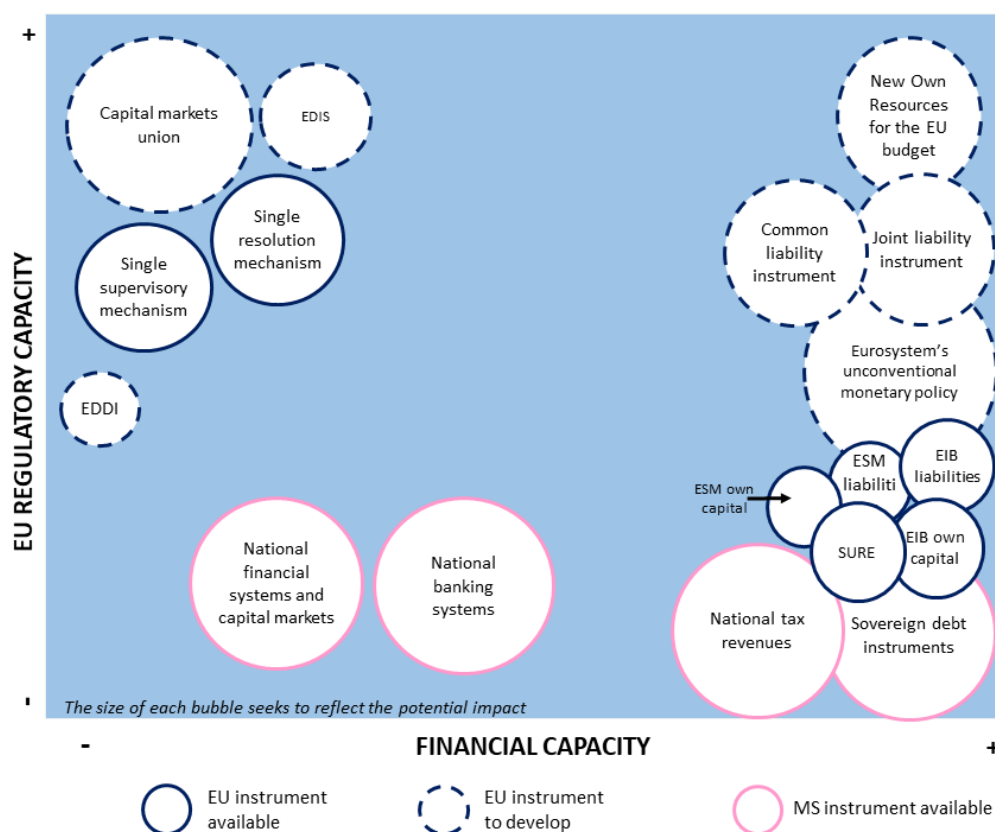 +
Capital markets
union
EDIS
New Own
Resources
for the EU
budget
Single
resolution
mechanism
Common
liability
instrument
Joint liability
instrument
Single
supervisory
mechanism
Eurosystem's
unconventional
monetary policy
EDDI
ESM
liabiliti
EIB
liabilities
ESM own
capital
SURE
EIB own
capital
National
financial
systems and
capital markets
National
banking
systems
National tax
revenues
Sovereign debt
instruments
EU REGULATORY CAPACITY
-
The size of each bubble seeks to reflect the potential impact
-
FINANCIAL CAPACITY
+
EU instrument
available
EU instrument
to develop
MS instrument available